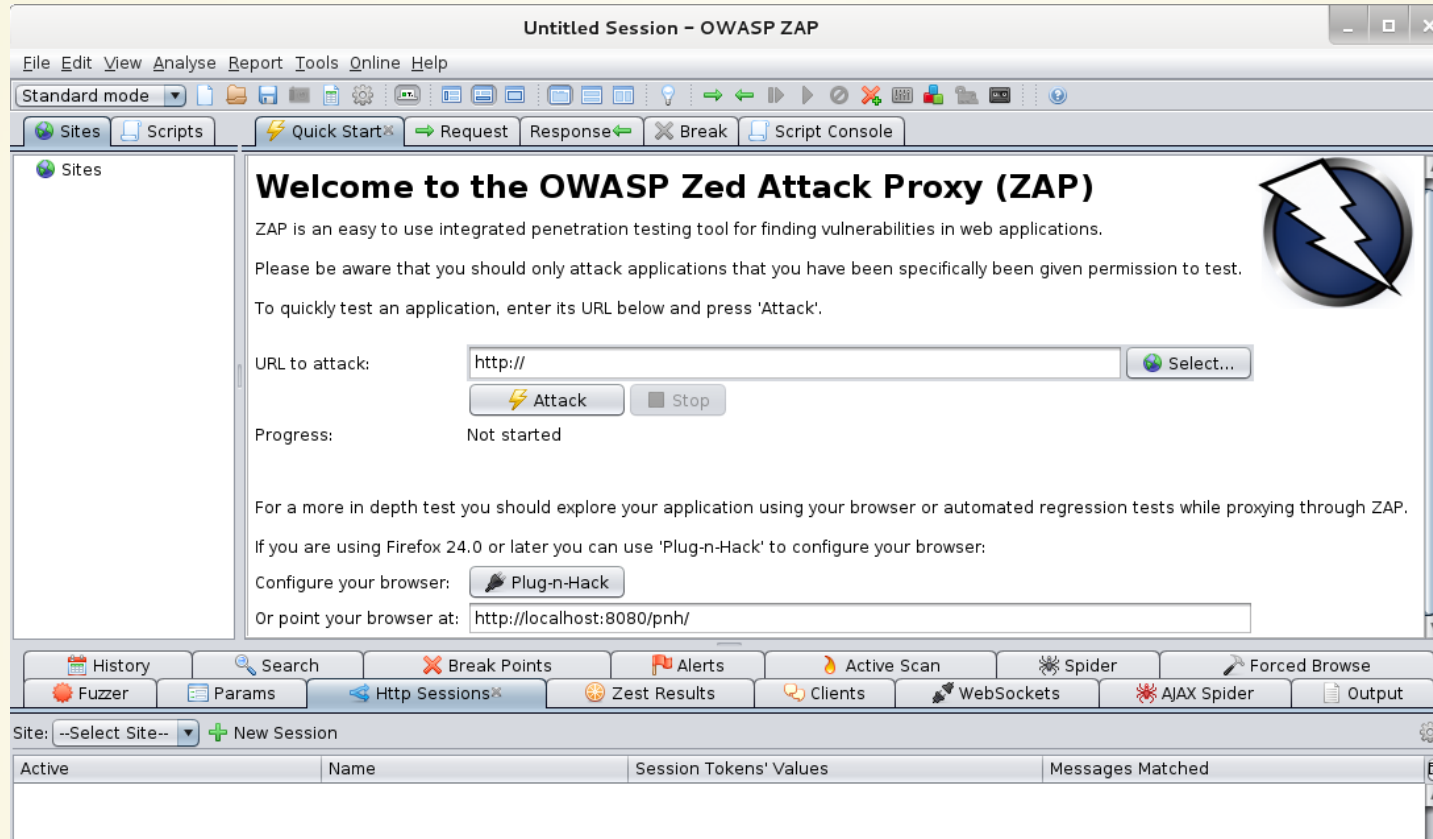 Untitled Session - OWASP ZAP
File Edit View Analyse Report Tools Online Help
Standard mode
Sites Scripts Quick Start Request Response Break Script Console
Sites
Welcome to the OWASP Zed Attack Proxy (ZAP)
ZAP is an easy to use integrated penetration testing tool for finding vulnerabilities in web applications.
Please be aware that you should only attack applications that you have been specifically been given permission to test.
To quickly test an application, enter its URL below and press 'Attack'.
URL to attack: http:// Select...
Attack Stop
Progress: Not started
For a more in depth test you should explore your application using your browser or automated regression tests while proxying through ZAP.
If you are using Firefox 24.0 or later you can use 'Plug-n-Hack' to configure your browser:
Configure your browser: Plug-n-Hack
Or point your browser at: http://localhost:8080/pnh/
History Search Break Points Alerts Active Scan Spider Forced Browse
Fuzzer Params Http Sessions Zest Results Clients WebSockets AJAX Spider Output
Site: --Select Site-- New Session
Active Name Session Tokens' Values Messages Matched